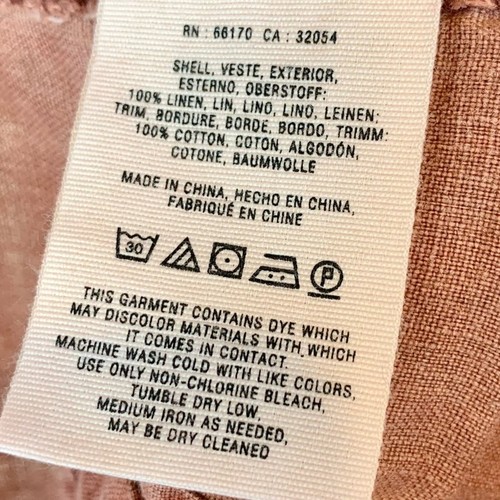 RN : 66170 CA : 32054
SHELL, VESTE, EXTERIOR,
ESTERNO, OBERSTOFF:
100% LINEN, LIN, LINO, LINO, LEINEN;
TRIM, BORDURE, BORDE, BORDO, TRIMM:
100% COTTON, COTON, ALGODÓN,
COTONE, BAUMWOLLE
MADE IN CHINA, HECHO EN CHINA,
FABRIQUÉ EN CHINE
30 P
THIS GARMENT CONTAINS DYE WHICH
MAY DISCOLOR MATERIALS WITH WHICH
IT COMES IN CONTACT.
MACHINE WASH COLD WITH LIKE COLORS,
USE ONLY NON-CHLORINE BLEACH,
TUMBLE DRY LOW,
MEDIUM IRON AS NEEDED,
MAY BE DRY CLEANED